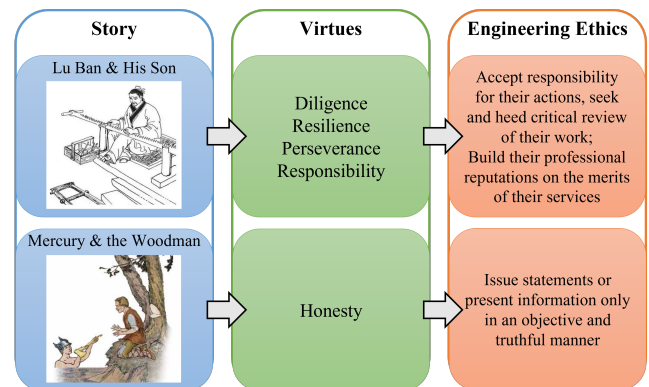 Story
Virtues
Engineering Ethics
Lu Ban & His Son
Diligence
Resilience
Perseverance
Responsibility
Accept responsibility
for their actions, seek
and heed critical review
of their work;
Build their professional
reputations on the merits
of their services
Mercury & the Woodman
Honesty
Issue statements or
present information only
in an objective and
truthful manner